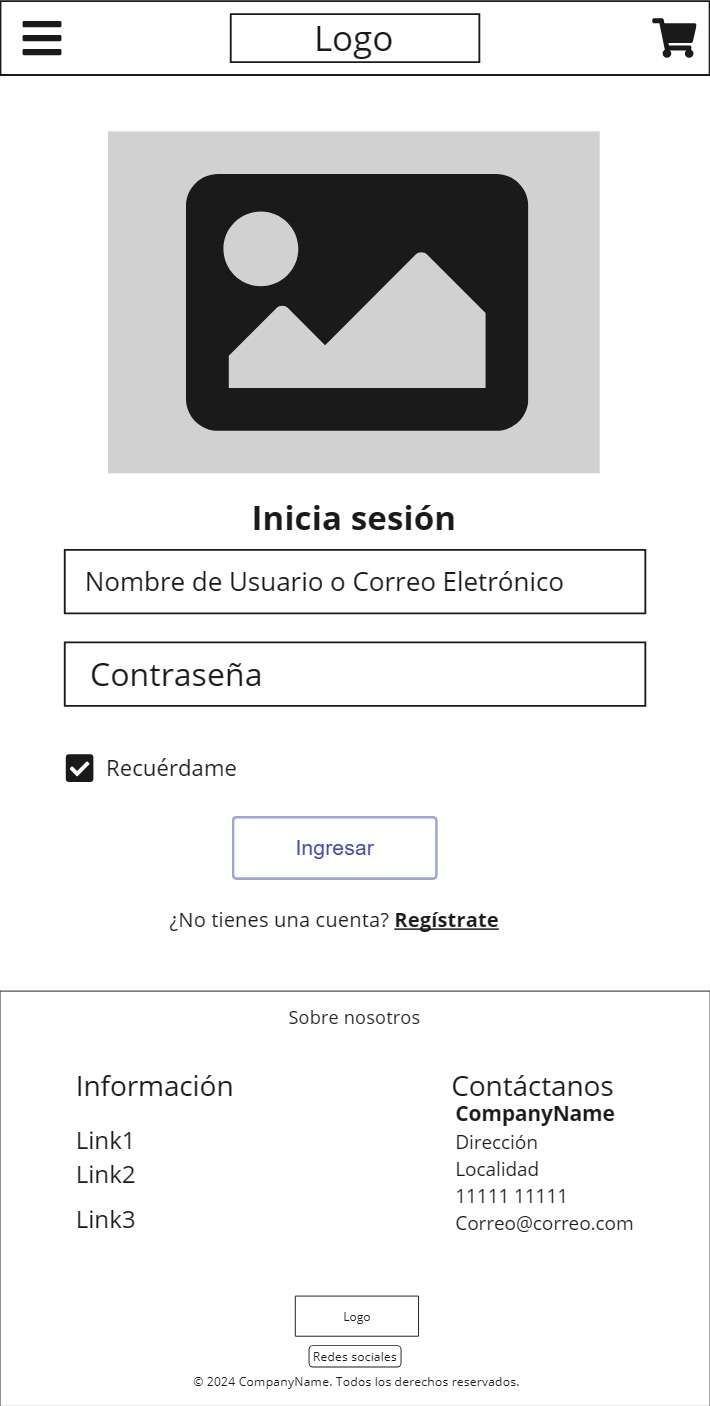 Logo
Inicia sesión
Nombre de Usuario o Correo Eletrónico
Contraseña
Recuérdame
Ingresar
¿No tienes una cuenta? Regístrate
Sobre nosotros
Información
Link1
Link2
Link3
Contáctanos
CompanyName
Dirección
Localidad
11111 11111
Correo@correo.com
Logo
Redes sociales
© 2024 CompanyName. Todos los derechos reservados.